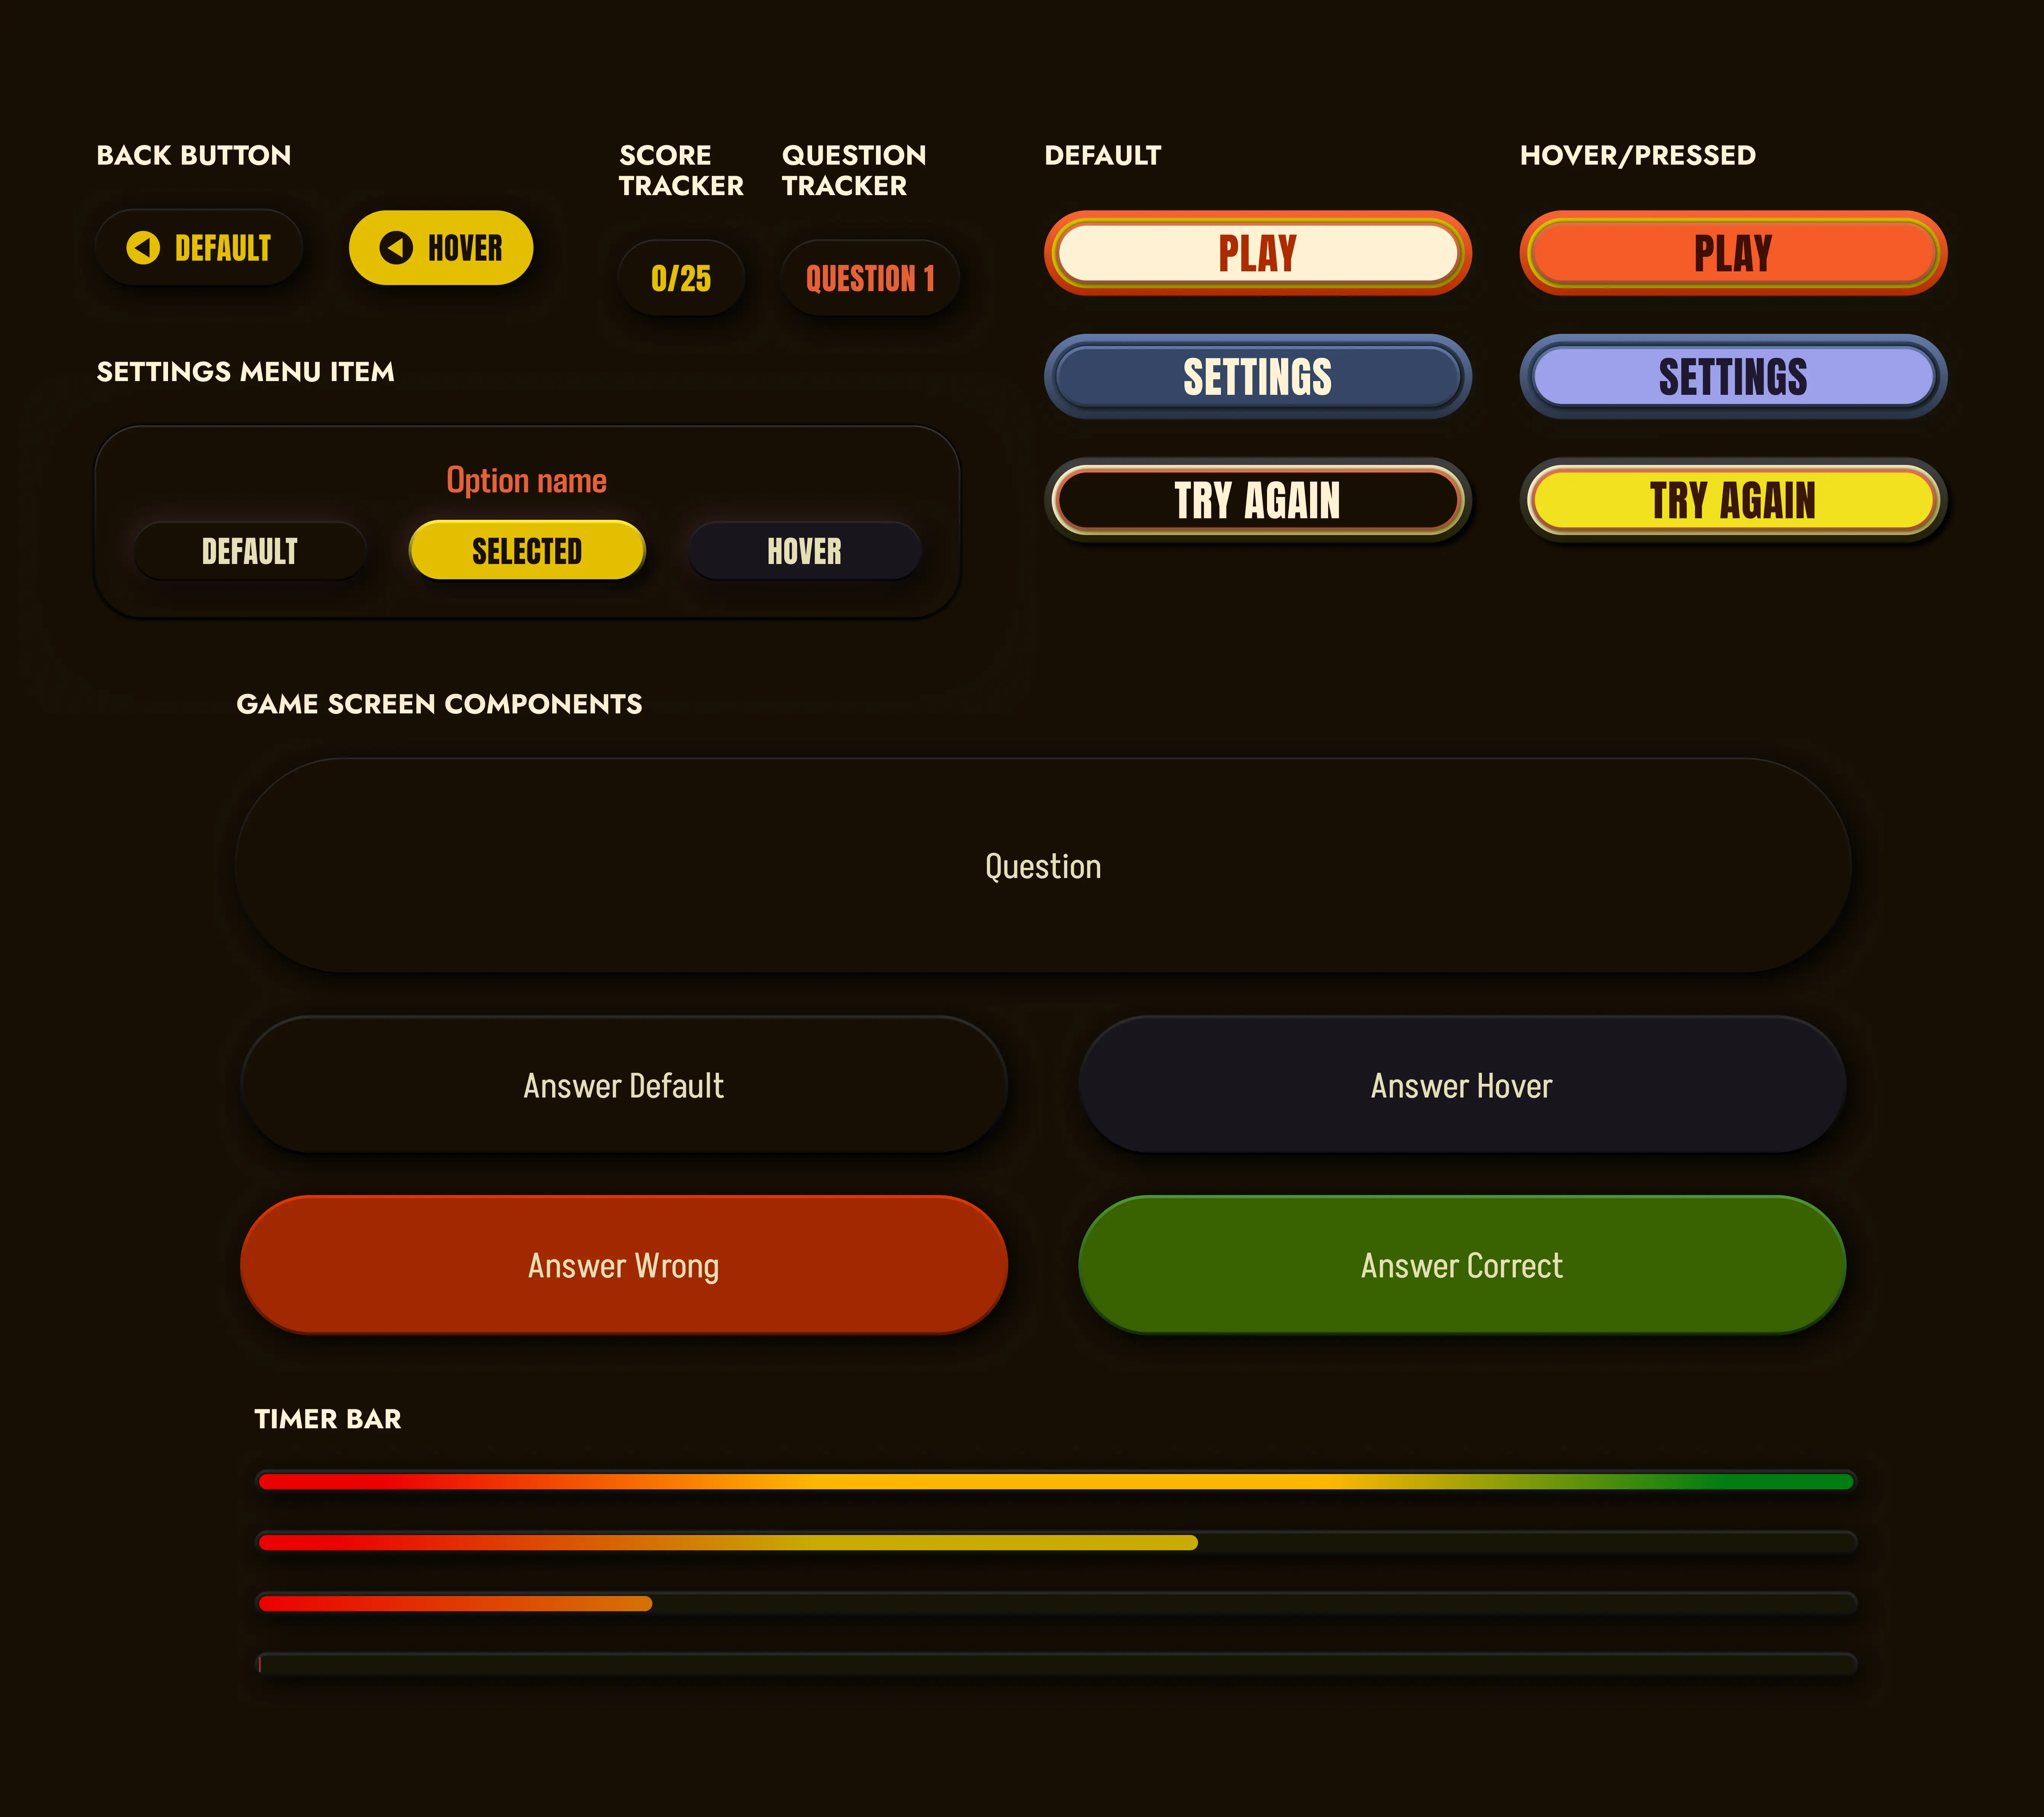 BACK BUTTON
DEFAULT
HOVER
SCORE
TRACKER
0/25
QUESTION
TRACKER
QUESTION 1
SETTINGS MENU ITEM
Option name
DEFAULT
SELECTED
HOVER
DEFAULT
PLAY
SETTINGS
TRY AGAIN
HOVER/PRESSED
PLAY
SETTINGS
TRY AGAIN
GAME SCREEN COMPONENTS
Question
Answer Default
Answer Hover
Answer Wrong
Answer Correct
TIMER BAR